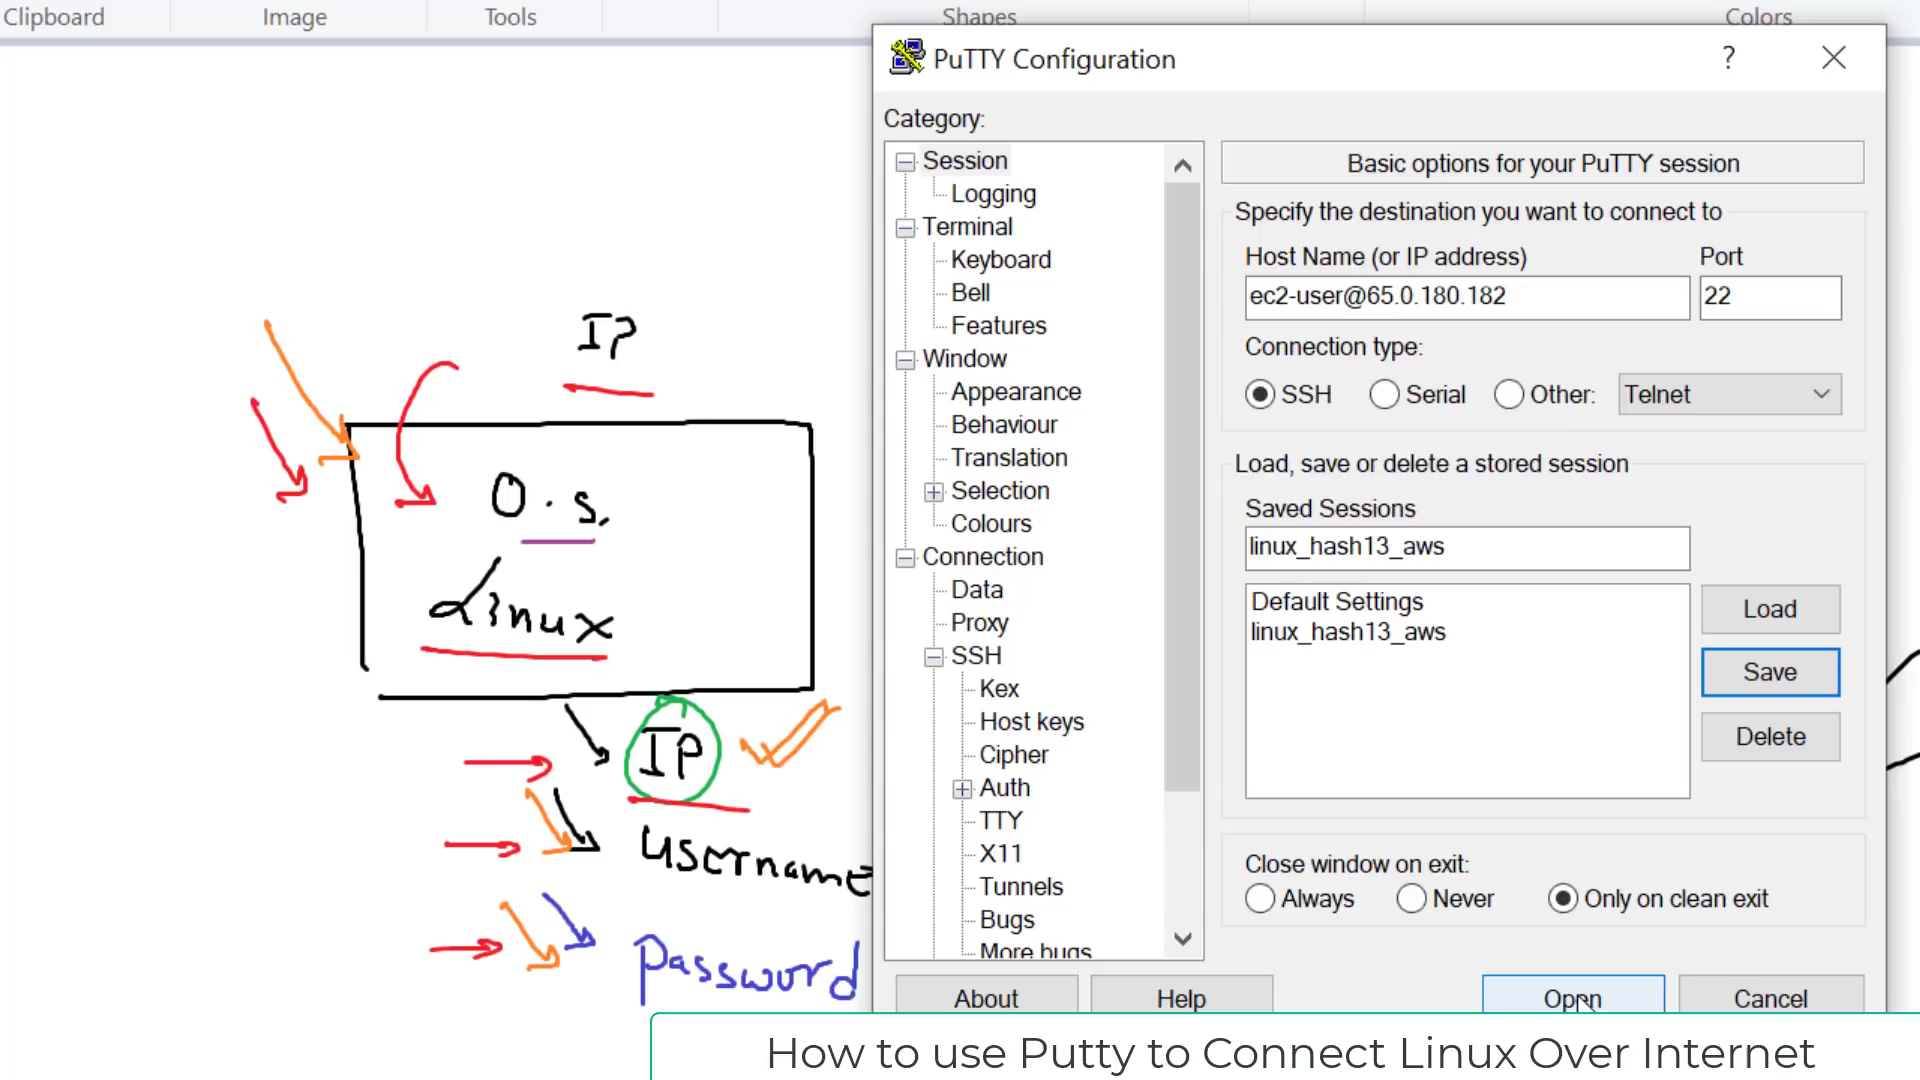 Clipboard
Image
Tools
Shapes
Colors
IP
O.s.
Linux
IP
username
Password
PuTTY Configuration
?
Category:
Session
Logging
Terminal
Keyboard
Bell
Features
Window
Appearance
Behaviour
Translation
Selection
Colours
Connection
Data
Proxy
SSH
Kex
Host keys
Cipher
Auth
TTY
X11
Tunnels
Bugs
More bugs
Basic options for your PuTTY session
Specify the destination you want to connect to
Host Name (or IP address) Port
ec2-user@65.0.180.182 22
Connection type:
SSH Serial Other: Telnet
Load, save or delete a stored session
Saved Sessions
linux_hash13_aws
Default Settings
linux_hash13_aws
Load
Save
Delete
Close window on exit:
Always Never Only on clean exit
About Help Open Cancel
How to use Putty to Connect Linux Over Internet